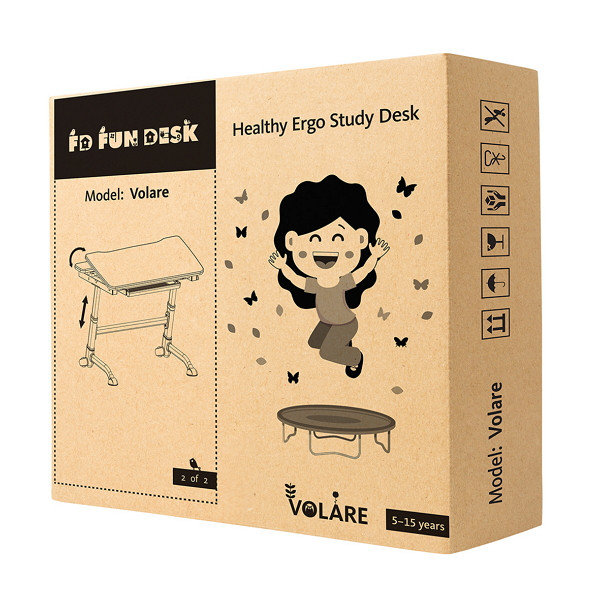 FD FUN DESK
Model: Volare
2 of 2
Healthy Ergo Study Desk
VOLARE
5-15 years
Model: Volare